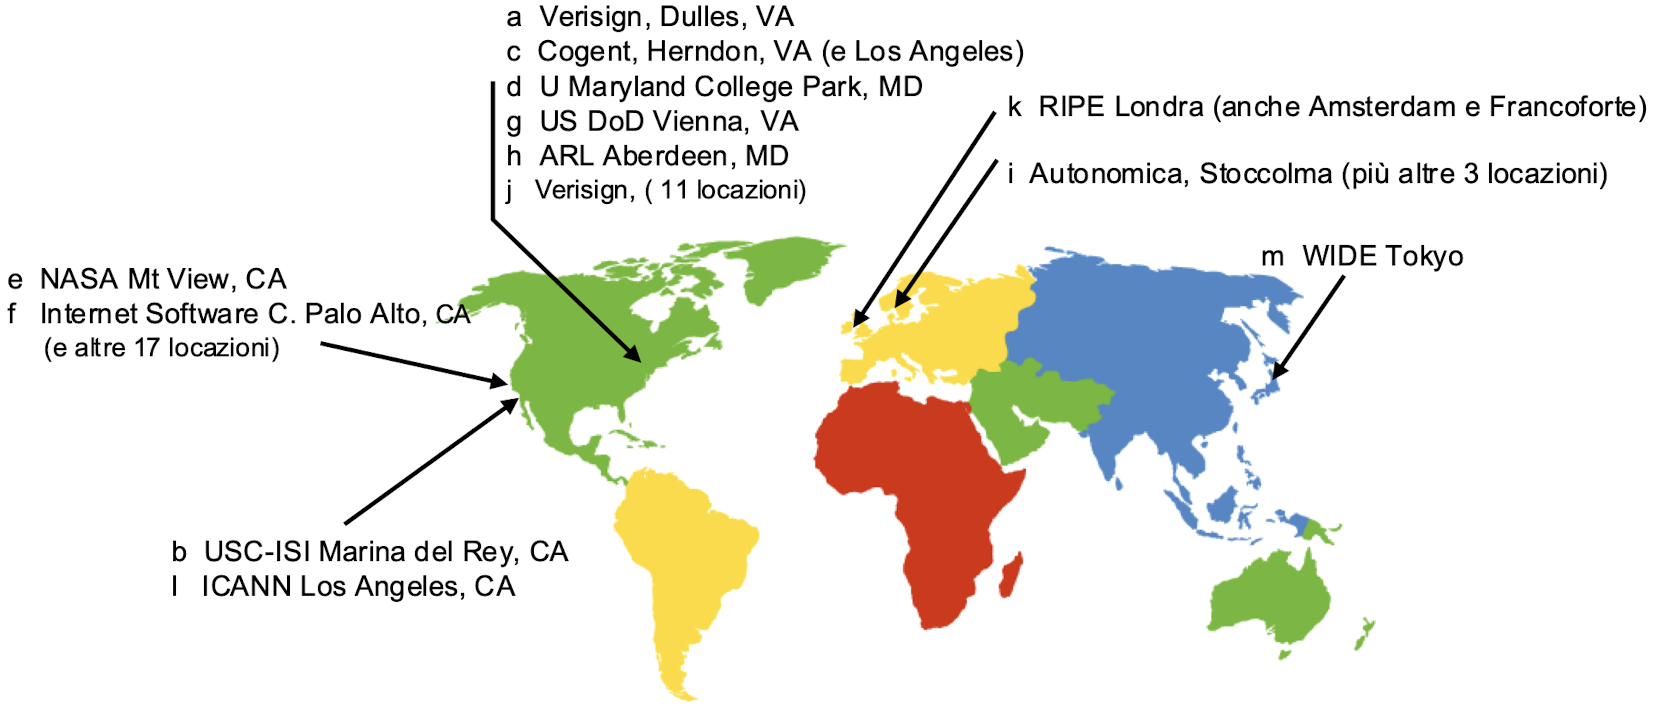 a Verisign, Dulles, VA
c Cogent, Herndon, VA (e Los Angeles)
d U Maryland College Park, MD
g US DoD Vienna, VA
h ARL Aberdeen, MD
j Verisign, ( 11 locazioni)
k RIPE Londra (anche Amsterdam e Francoforte)
i Autonomica, Stoccolma (più altre 3 locazioni)
m WIDE Tokyo
e NASA Mt View, CA
f Internet Software C. Palo Alto, CA
(e altre 17 locazioni)
b USC-ISI Marina del Rey, CA
l ICANN Los Angeles, CA